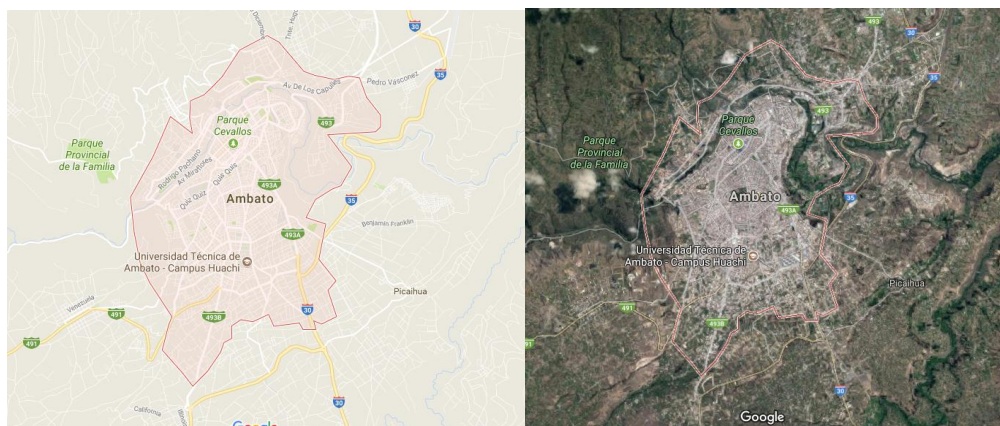 30
35
Pedro Vasconez
Av De Los Capulies
493
Parque
Cevallos
Parque
Provincial
de la Familia
Rodrigo Pachano
Av Miraflores
Quiz Quiz
Quiz Quiz
493A
Ambato
35
Benjamin Franklin
493A
Universidad Técnica de
Ambato - Campus Huachi
Picaihua
Venezuela
491
493B
30
491
30
California
Google
493
30
35
493
Parque
Cevallos
Parque
Provincial
de la Familia
35
Ambato
493A
Universidad Técnica de
Ambato - Campus Huachi
Picaihua
491
493B
91
30
Google